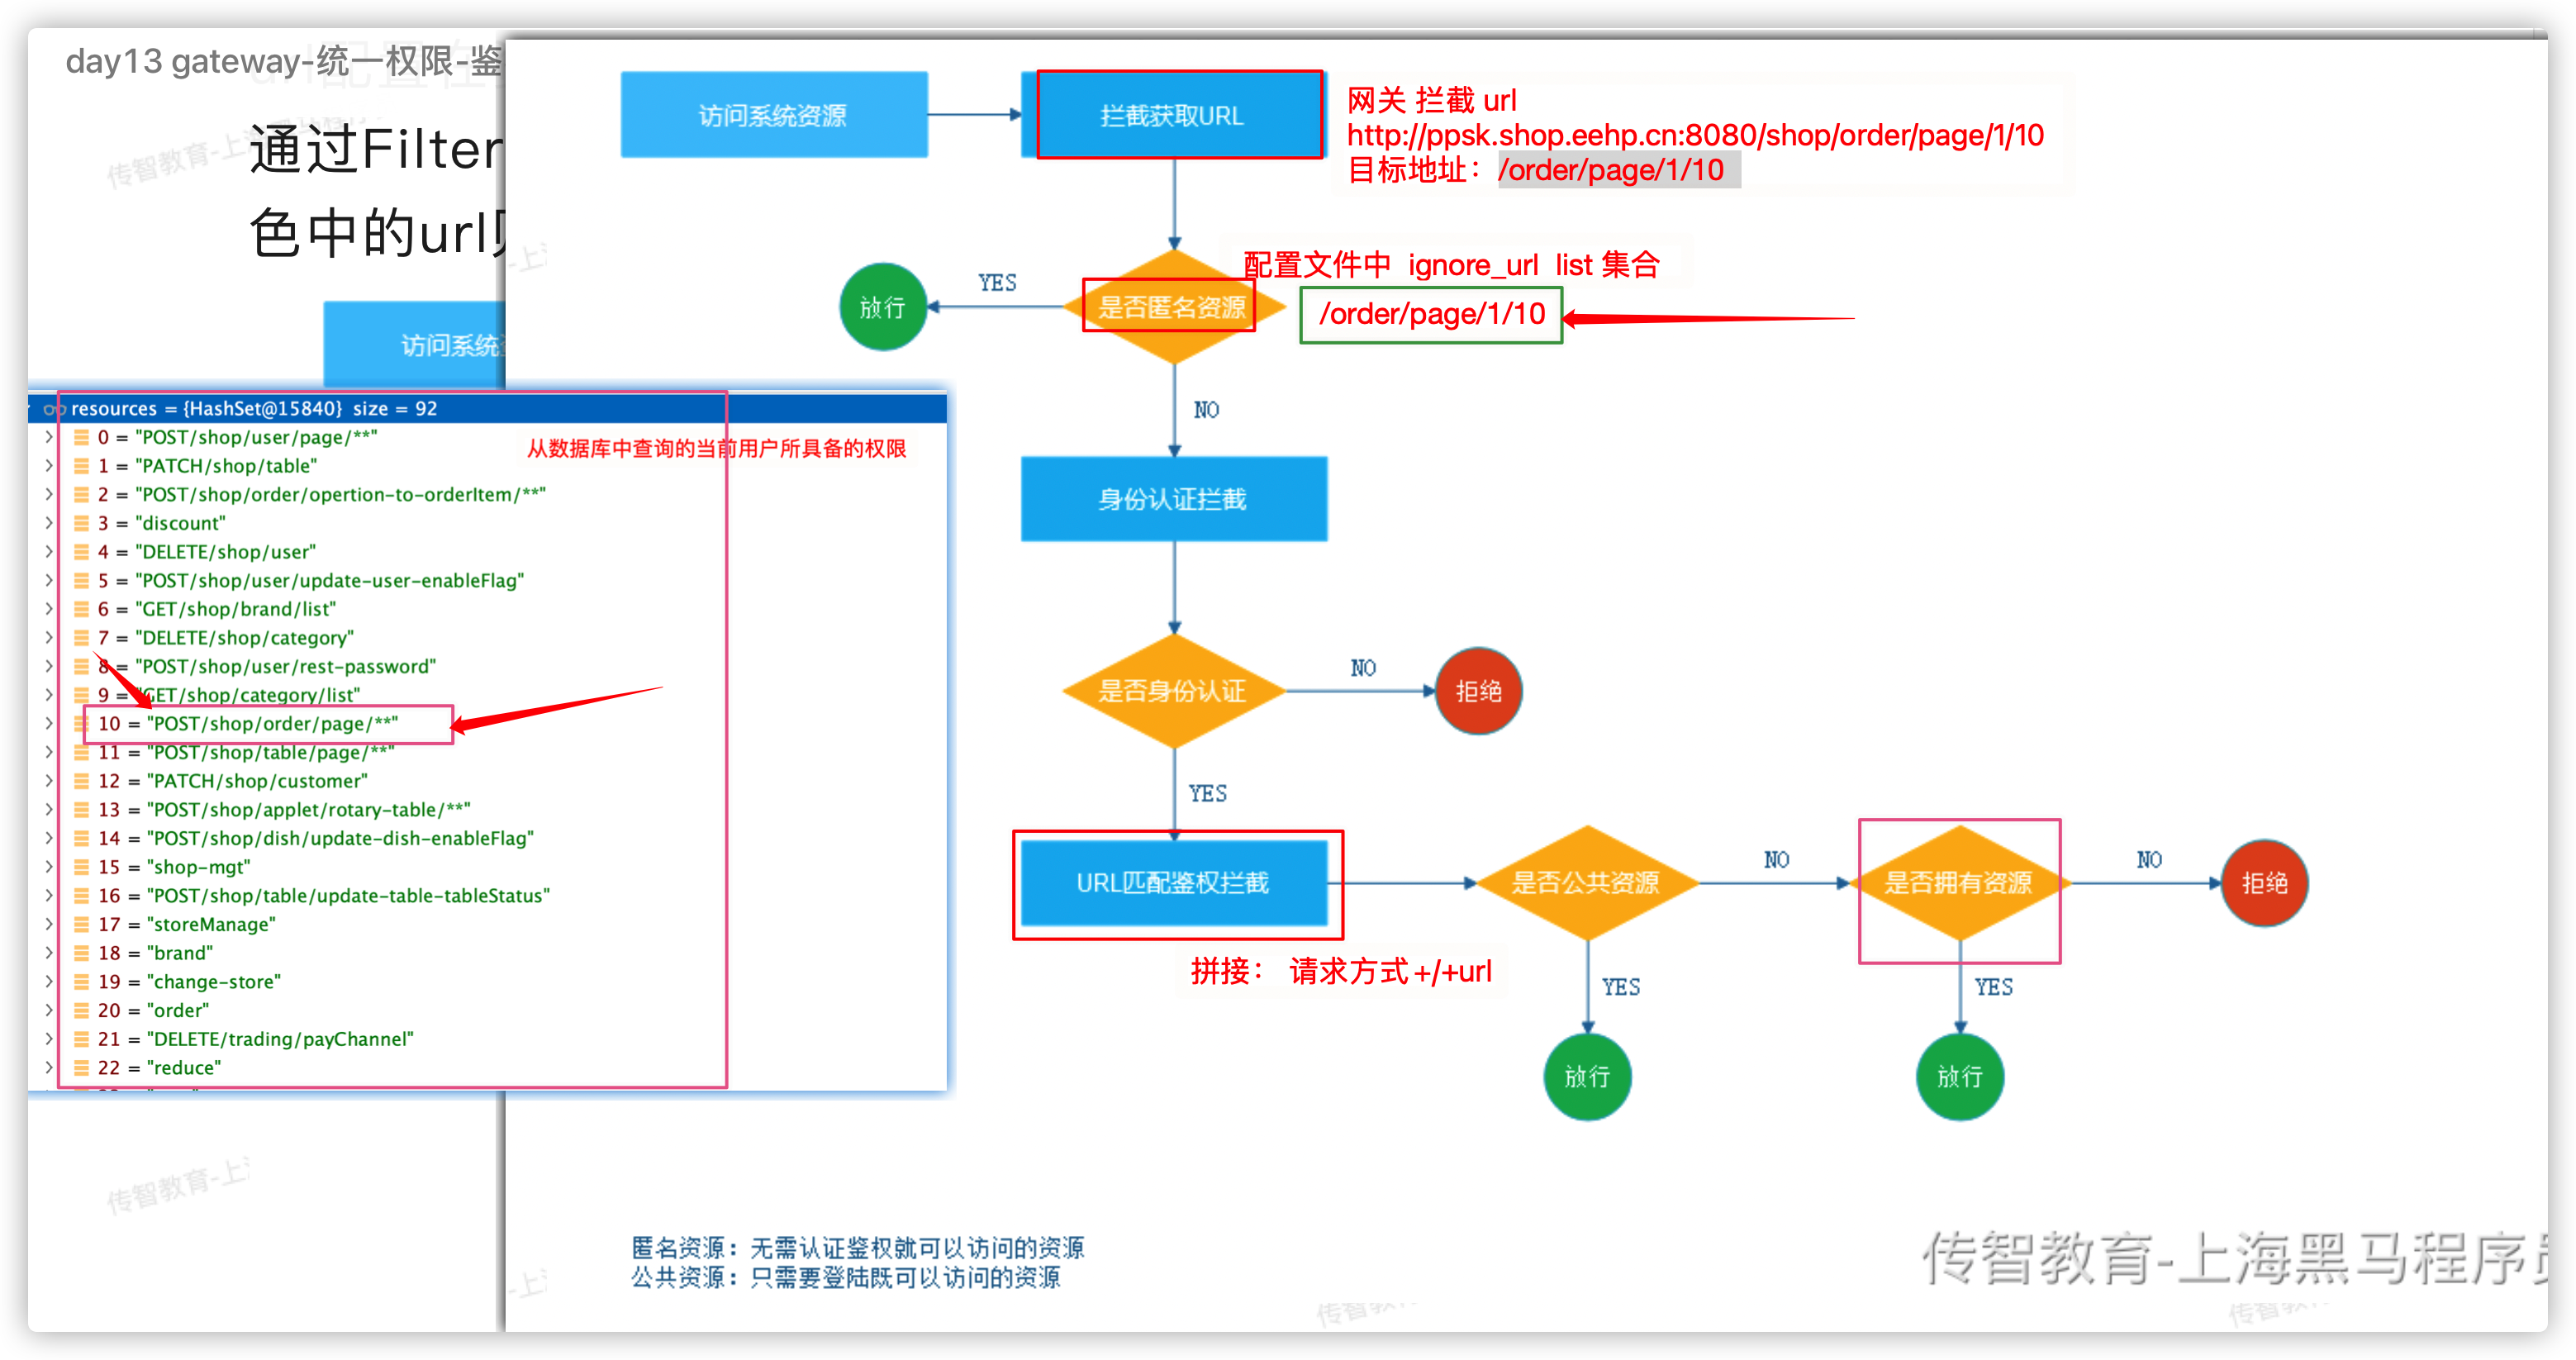 day13 gateway-统一权限-鉴
通过Filter
色中的url
访问系统
访问系统资源
拦截获取URL
网关 拦截 url
http://ppsk.shop.eehp.cn:8080/shop/order/page/1/10
目标地址：/order/page/1/10
配置文件中 ignore_url list 集合
是否匿名资源
/order/page/1/10
YES
放行
NO
身份认证拦截
是否身份认证
NO
拒绝
YES
URL匹配鉴权拦截
拼接： 请求方式+/+url
是否公共资源
NO
是否拥有资源
NO
拒绝
YES
放行
YES
放行
resources = {HashSet@15840} size = 92
从数据库中查询的当前用户所具备的权限
0 = "POST/shop/user/page/**"
1 = "PATCH/shop/table"
2 = "POST/shop/order/opertion-to-orderItem/**"
3 = "discount"
4 = "DELETE/shop/user"
5 = "POST/shop/user/update-user-enableFlag"
6 = "GET/shop/brand/list"
7 = "DELETE/shop/category"
8 = "POST/shop/user/rest-password"
9 = "GET/shop/category/list"
10 = "POST/shop/order/page/**"
11 = "POST/shop/table/page/**"
12 = "PATCH/shop/customer"
13 = "POST/shop/applet/rotary-table/**"
14 = "POST/shop/dish/update-dish-enableFlag"
15 = "shop-mgt"
16 = "POST/shop/table/update-table-tableStatus"
17 = "storeManage"
18 = "brand"
19 = "change-store"
20 = "order"
21 = "DELETE/trading/payChannel"
22 = "reduce"
匿名资源：无需认证鉴权就可以访问的资源
公共资源：只需要登陆既可以访问的资源
传智教育-上海黑马程序员
传智教育-上
传智教育-上